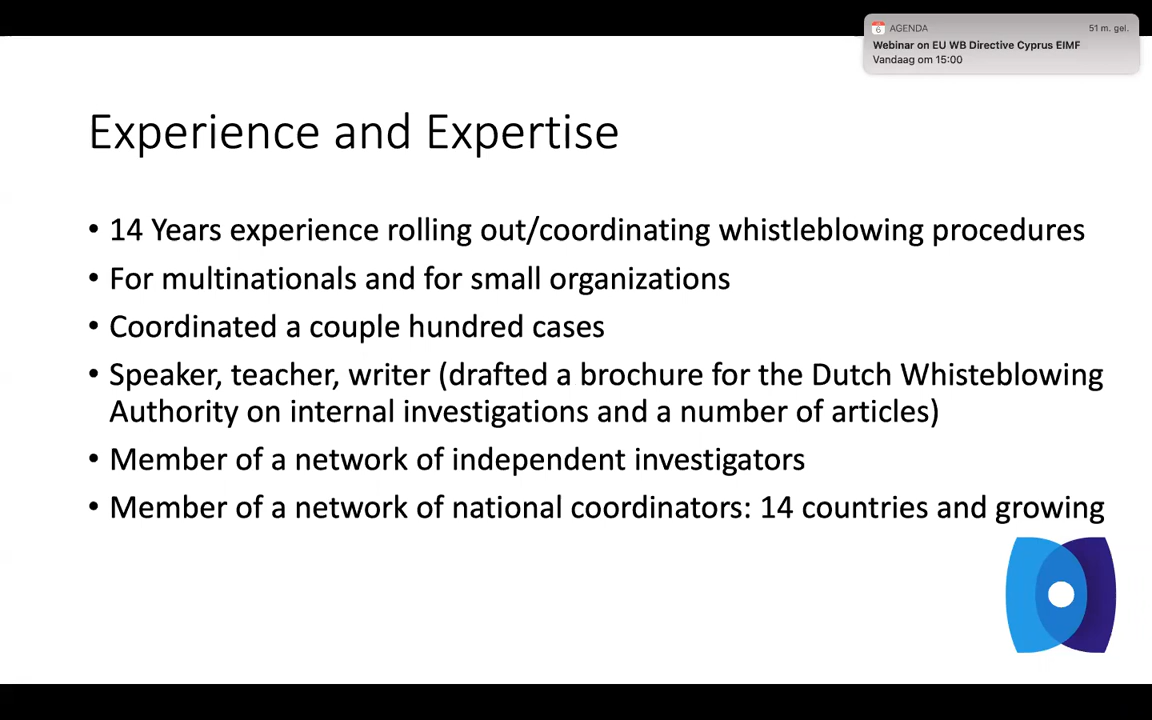 6
AGENDA
51 m. gel.
Webinar on EU WB Directive Cyprus EIMF
Vandaag om 15:00
Experience and Expertise
• 14 Years experience rolling out/coordinating whistleblowing procedures
• For multinationals and for small organizations
• Coordinated a couple hundred cases
• Speaker, teacher, writer (drafted a brochure for the Dutch Whisteblowing
Authority on internal investigations and a number of articles)
• Member of a network of independent investigators
• Member of a network of national coordinators: 14 countries and growing